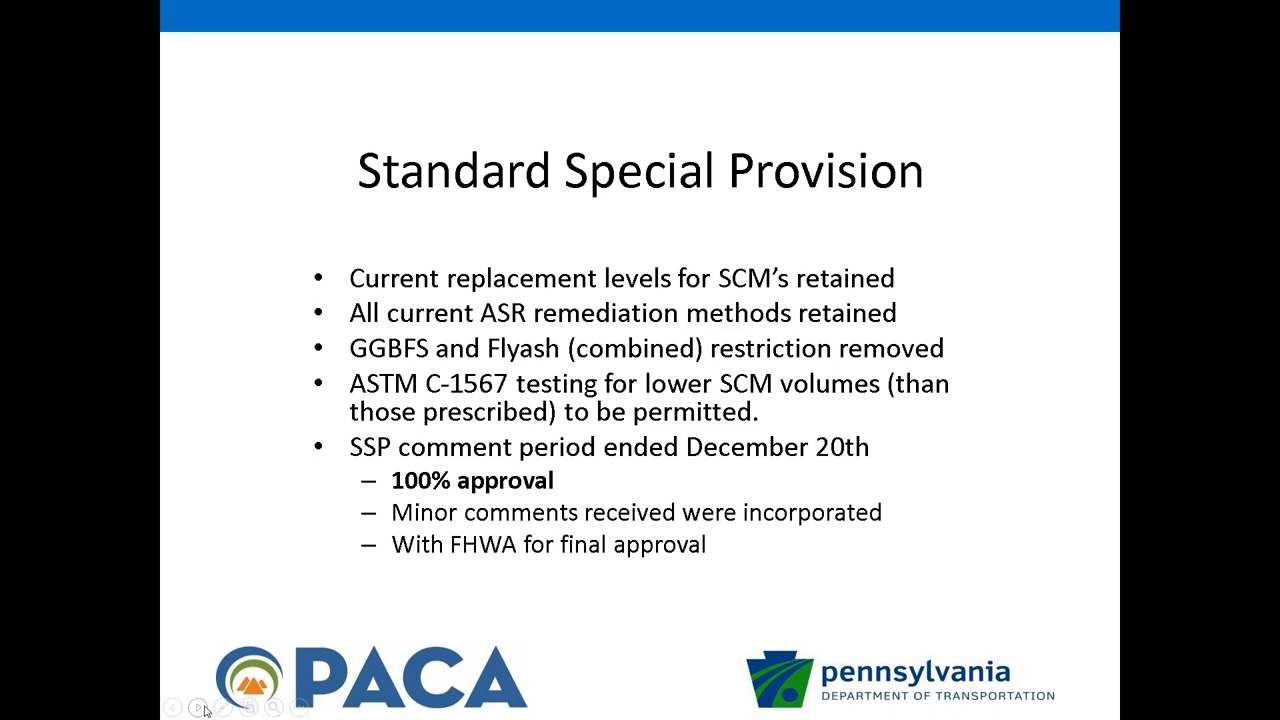 Standard Special Provision
• Current replacement levels for SCM’s retained
• All current ASR remediation methods retained
• GGBFS and Flyash (combined) restriction removed
• ASTM C-1567 testing for lower SCM volumes (than
those prescribed) to be permitted.
• SSP comment period ended December 20th
– 100% approval
– Minor comments received were incorporated
– With FHWA for final approval
PACA
pennsylvania
DEPARTMENT OF TRANSPORTATION